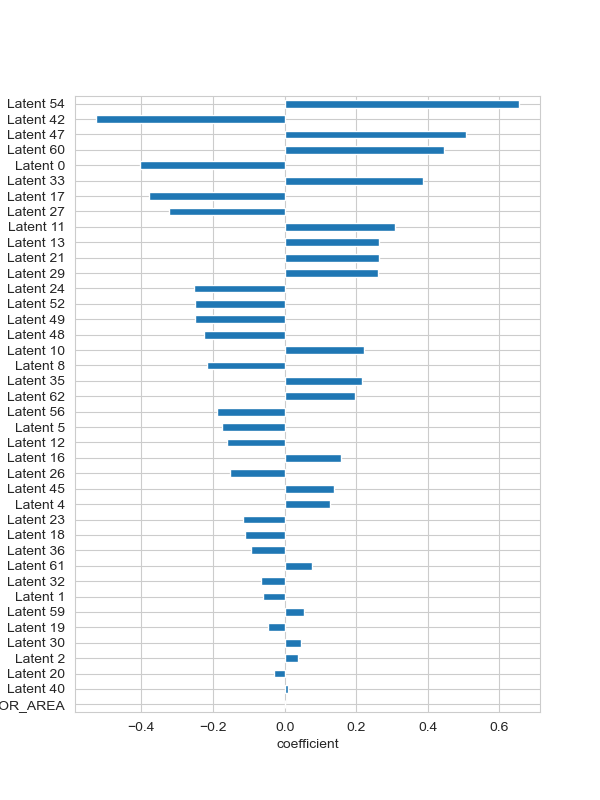 Latent 54
Latent 42
Latent 47
Latent 60
Latent 0
Latent 33
Latent 17
Latent 27
Latent 11
Latent 13
Latent 21
Latent 29
Latent 24
Latent 52
Latent 49
Latent 48
Latent 10
Latent 8
Latent 35
Latent 62
Latent 56
Latent 5
Latent 12
Latent 16
Latent 26
Latent 45
Latent 4
Latent 23
Latent 18
Latent 36
Latent 61
Latent 32
Latent 1
Latent 59
Latent 19
Latent 30
Latent 2
Latent 20
Latent 40
OR_AREA
−0.4 −0.2 0.0 0.2 0.4 0.6
coefficient